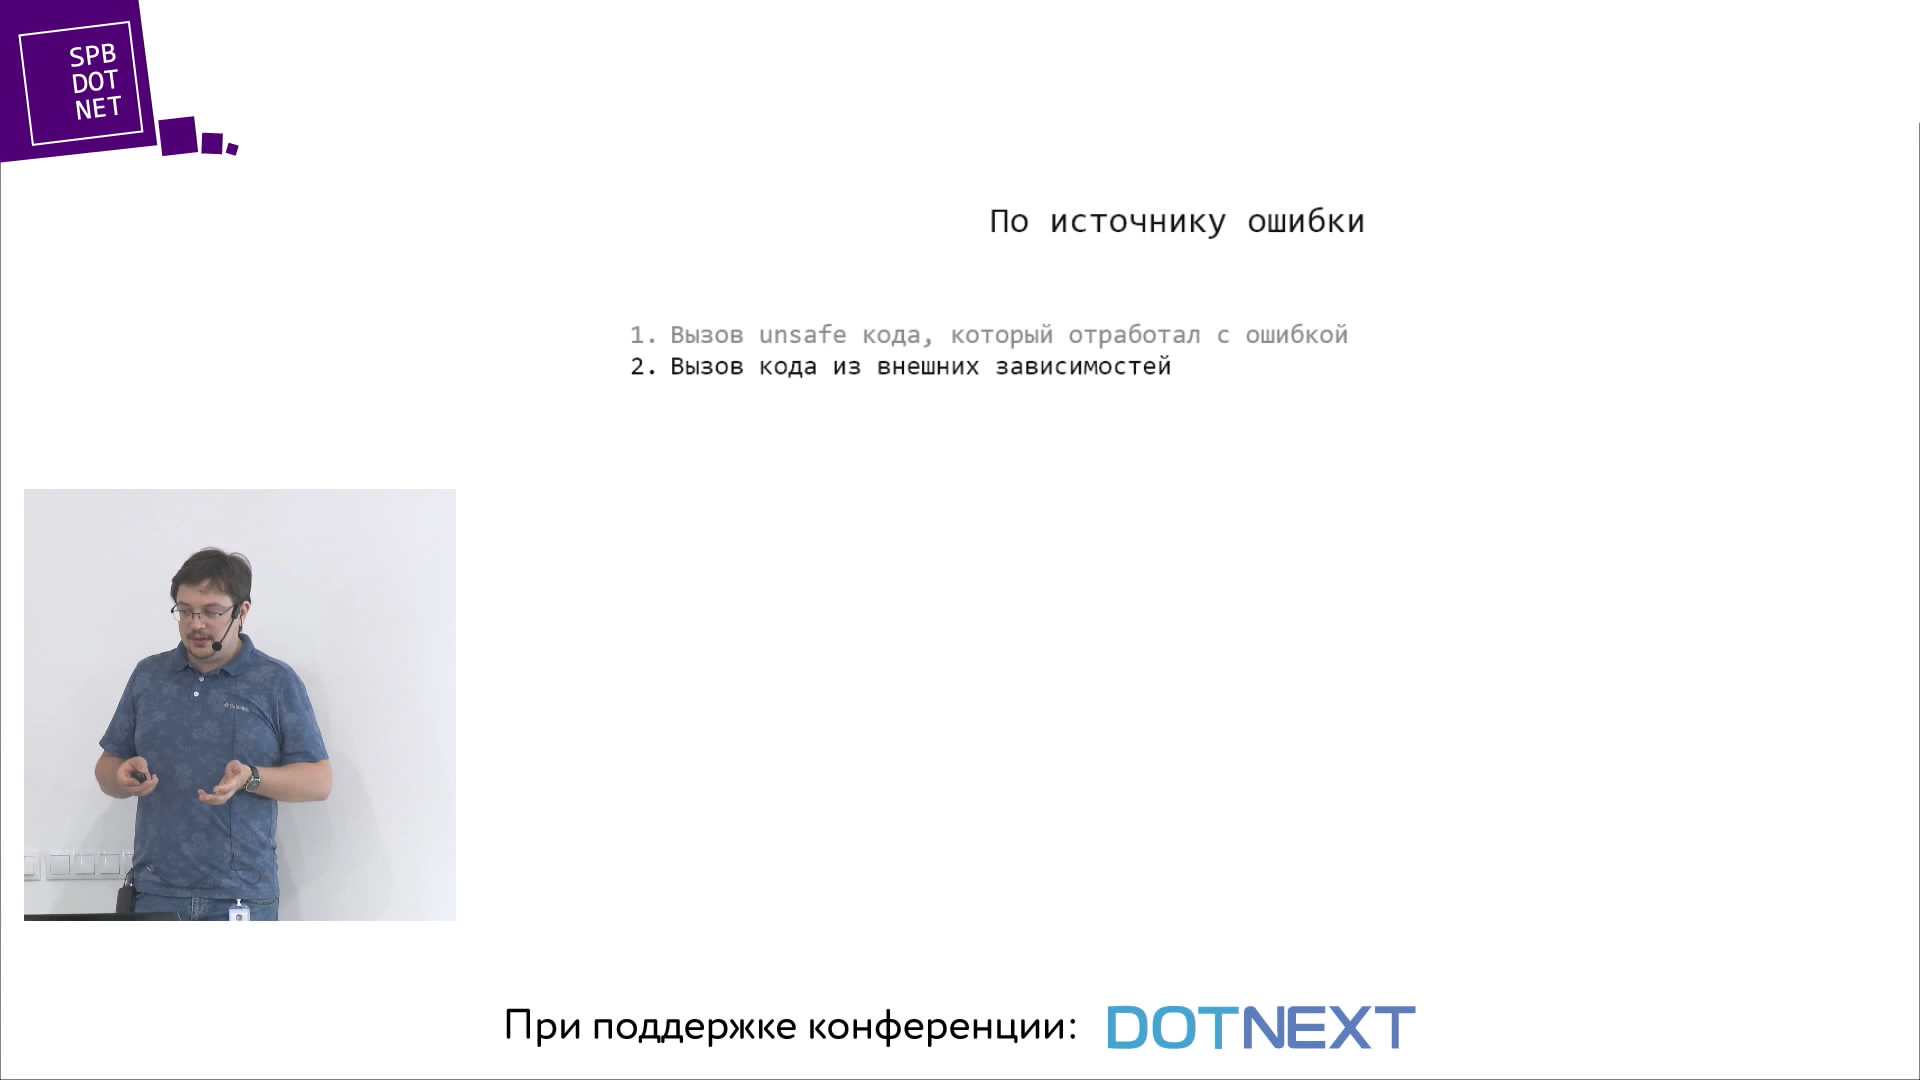 SPB
DOT
NET
По источнику ошибки
1. Вызов unsafe кода, который отработал с ошибкой
2. Вызов кода из внешних зависимостей
При поддержке конференции: DOTNEXT